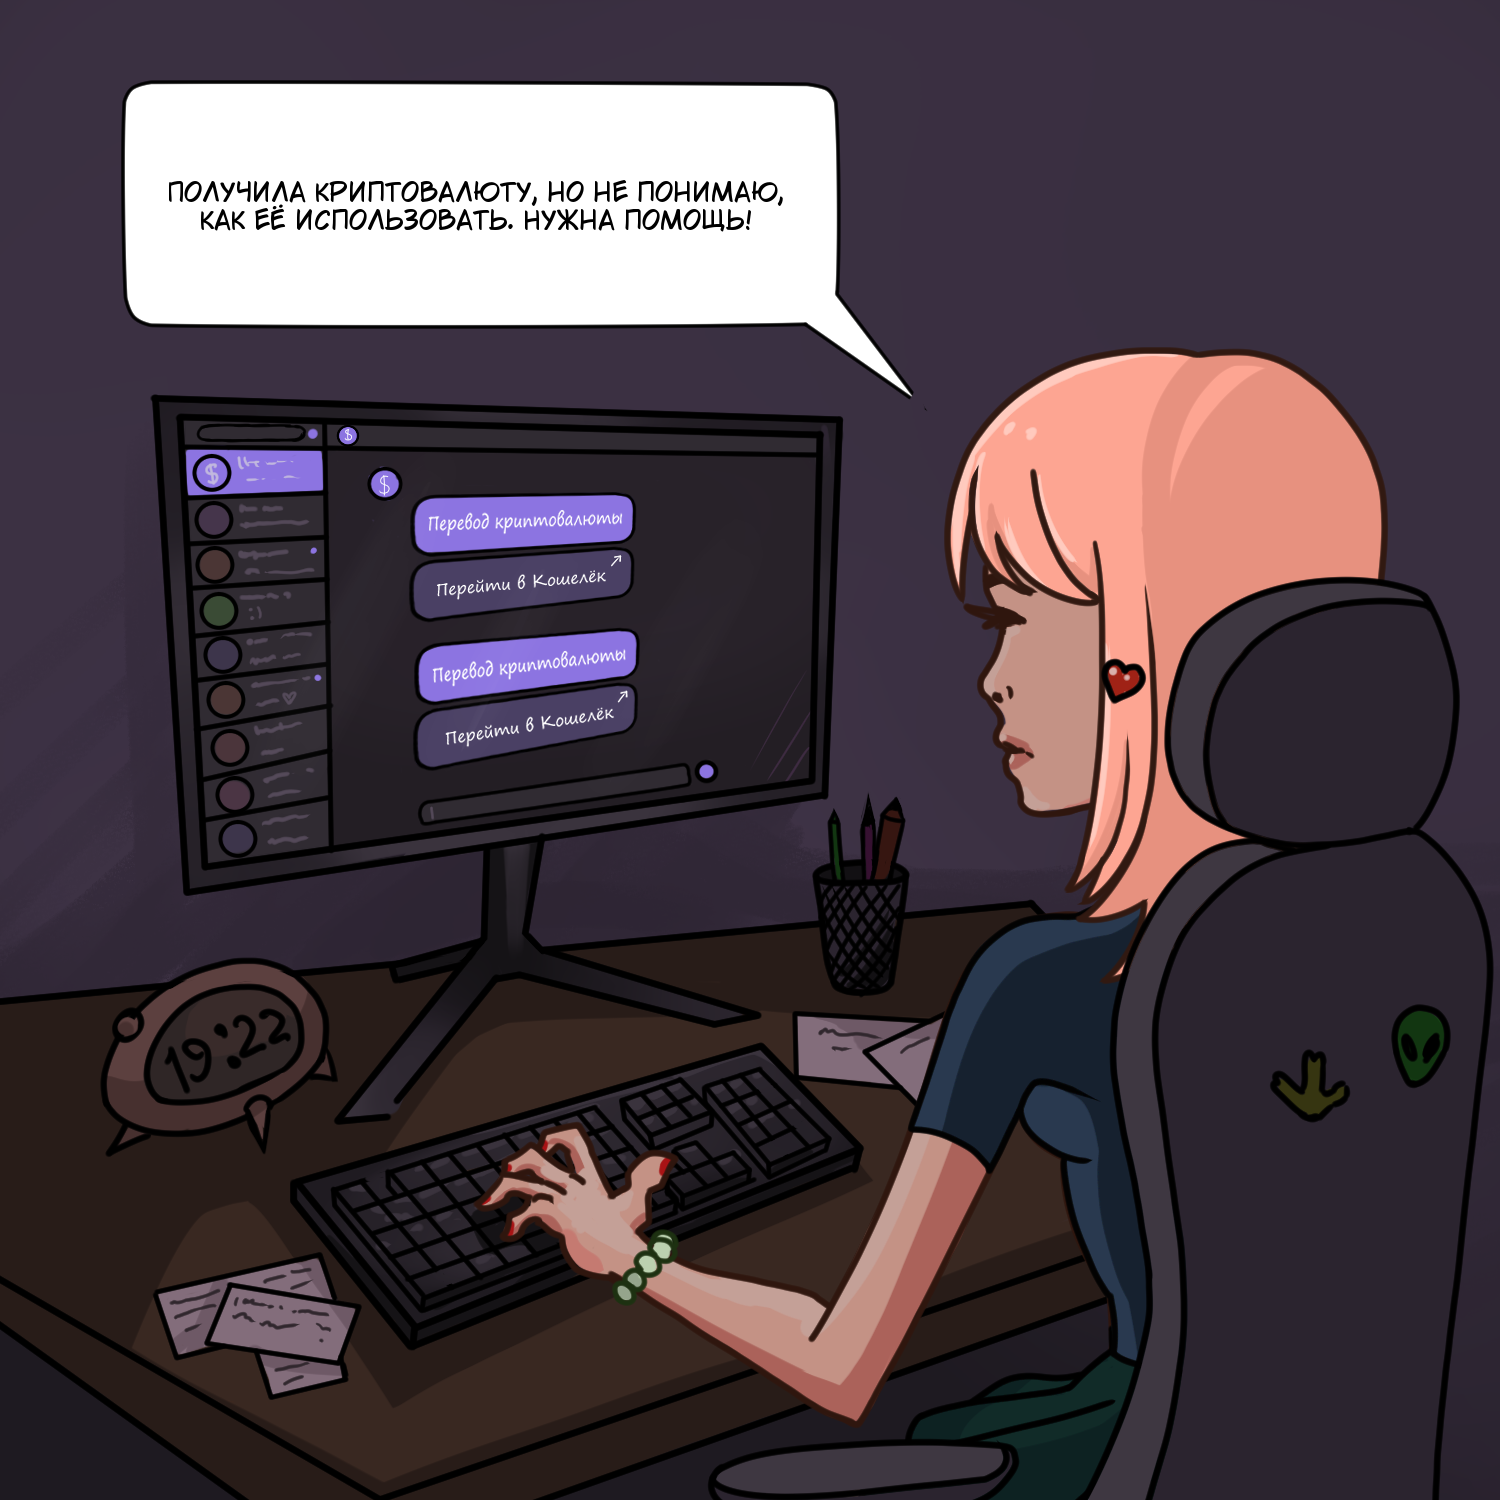 ПОЛУЧИЛА КРИПТОВАЛЮТУ, НО НЕ ПОНИМАЮ,
КАК ЕЁ ИСПОЛЬЗОВАТЬ. НУЖНА ПОМОЩЬ!
$
$
$
:)
Перевод криптовалюты
Перейти в Кошелёк
Перевод криптовалюты
Перейти в Кошелёк
19:22